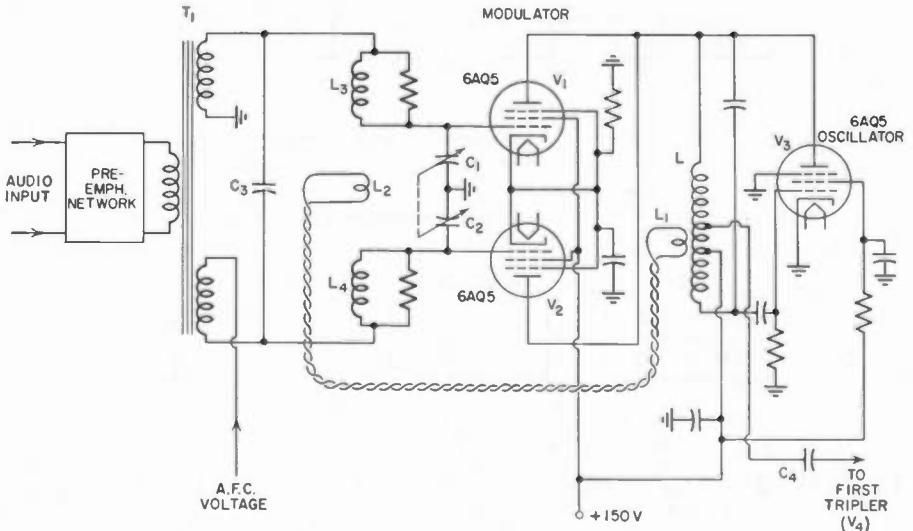 MODULATOR
T1
6AQ5
V1
L3
6AQ5
OSCILLATOR
V3
PRE-
EMPH.
NETWORK
AUDIO
INPUT
C3
L2
C1
C2
L
L1
L4
6AQ5
V2
A.F.C.
VOLTAGE
C4
TO
FIRST
TRIPLER
(V4)
+150V